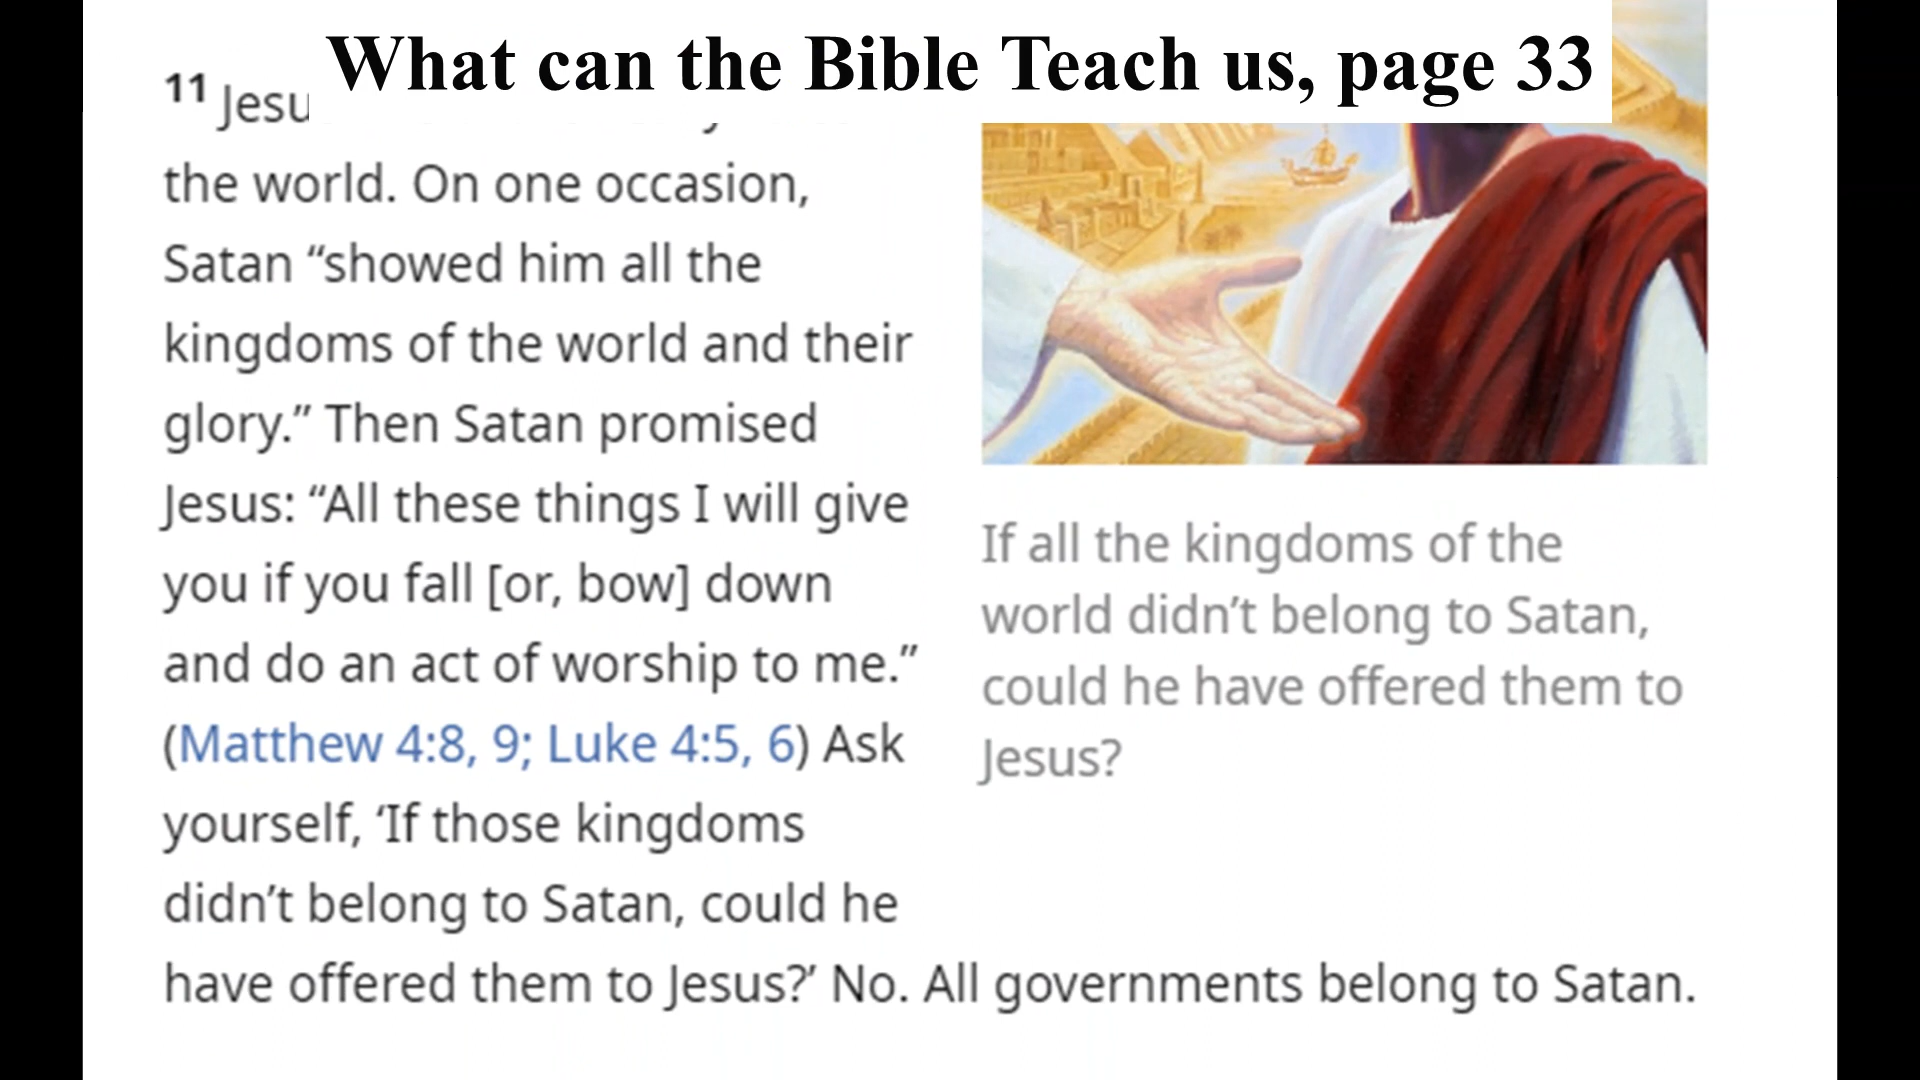 What can the Bible Teach us, page 33
11 Jesu
the world. On one occasion,
Satan “showed him all the
kingdoms of the world and their
glory.” Then Satan promised
Jesus: “All these things I will give
you if you fall [or, bow] down
and do an act of worship to me.”
(Matthew 4:8, 9; Luke 4:5, 6) Ask
yourself, ‘If those kingdoms
didn’t belong to Satan, could he
have offered them to Jesus?’ No. All governments belong to Satan.
If all the kingdoms of the
world didn’t belong to Satan,
could he have offered them to
Jesus?